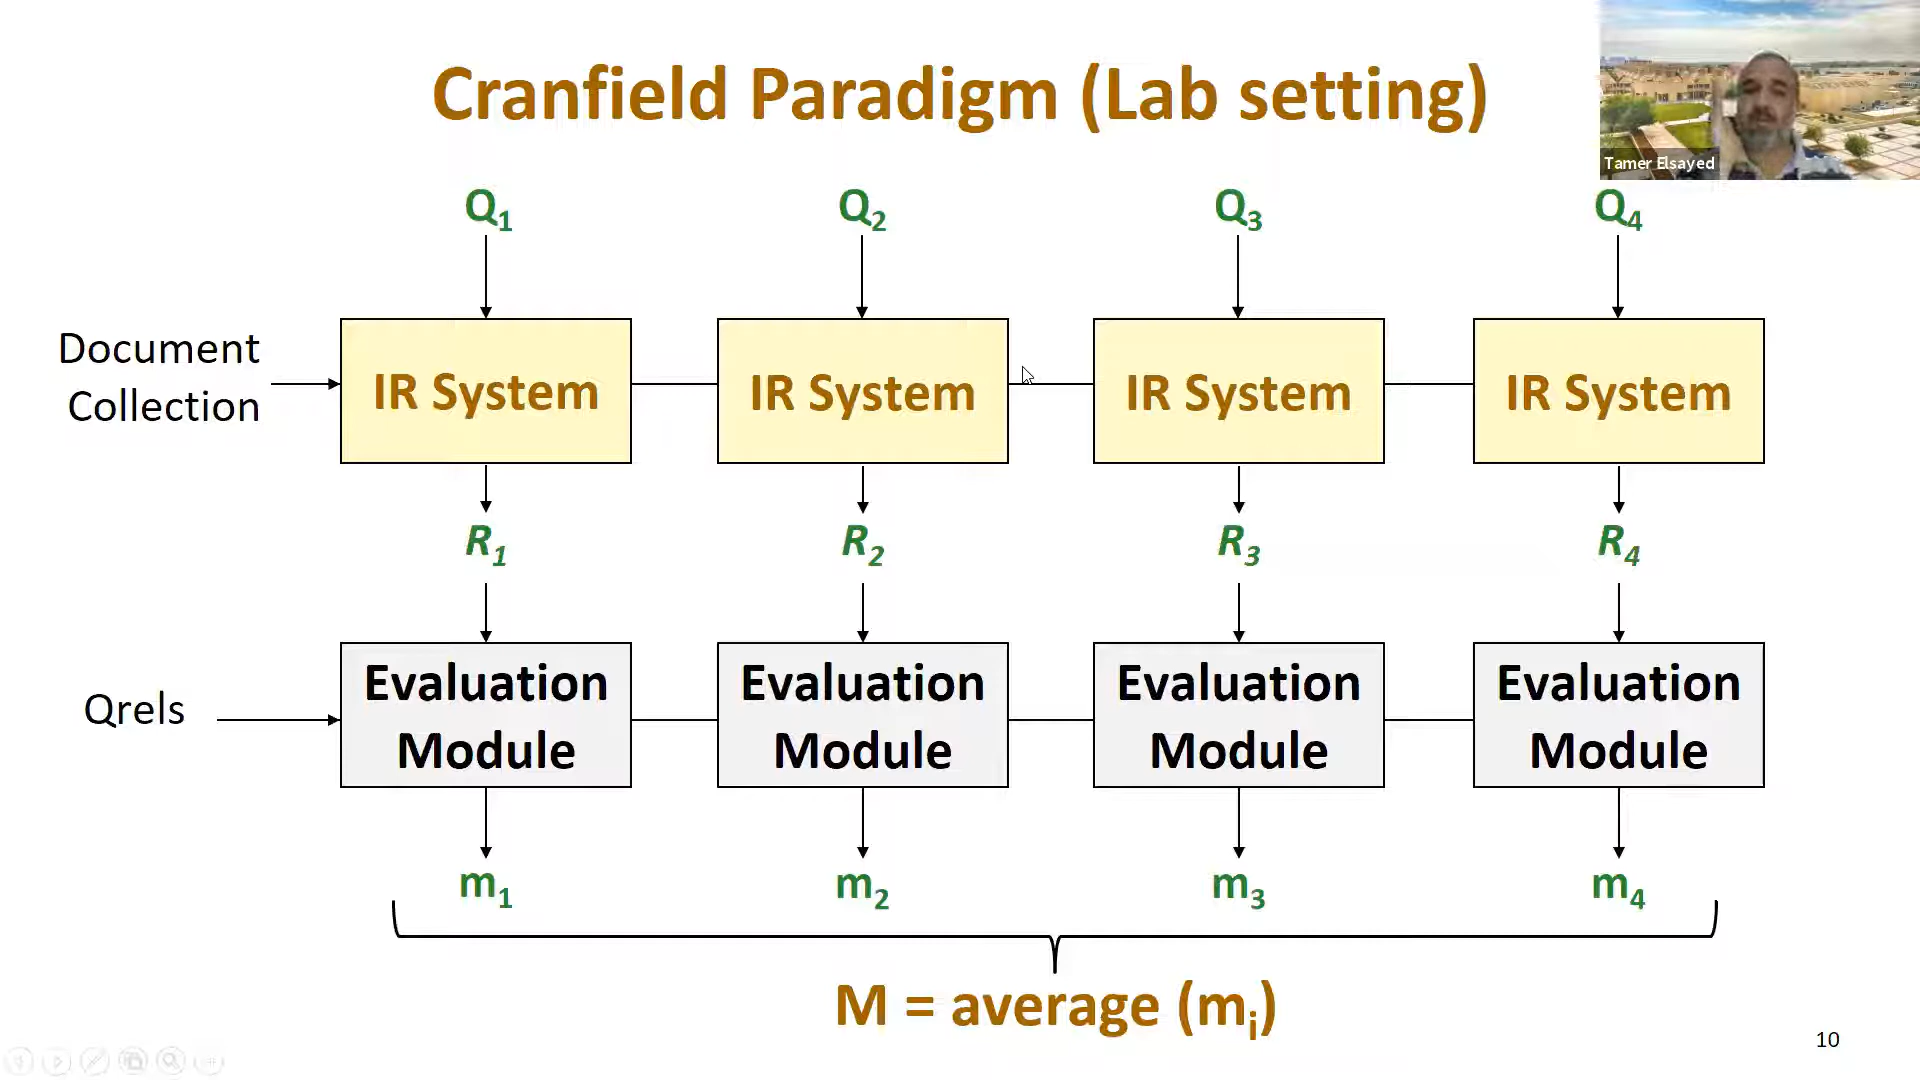 Cranfield Paradigm (Lab setting)
Tamer Elsayed
Q1 Q2 Q3 Q4
Document
Collection
IR System IR System IR System IR System
R1 R2 R3 R4
Qrels
Evaluation Evaluation Evaluation Evaluation
Module Module Module Module
m1 m2 m3 m4
M = average (mi)
10